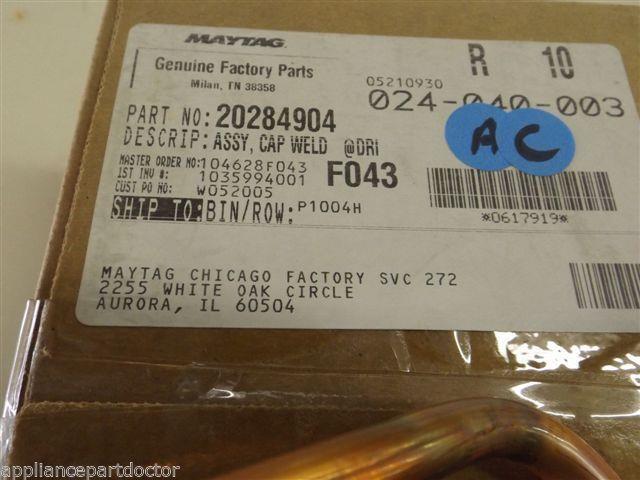 MAYTAG
Genuine Factory Parts
Milan, TN 38358
R 10
05210930
024-040-003
PART NO: 20284904
DESCRIP: ASSY, CAP WELD @DRI
AC
MASTER ORDER NO: 104628F043
1ST INV #: 1035994001
F043
CUST PO NO: W052005
*0617919*
SHIP TO: BIN/ROW: P1004H
MAYTAG CHICAGO FACTORY SVC 272
2255 WHITE OAK CIRCLE
AURORA, IL 60504
© appliancepartdoctor